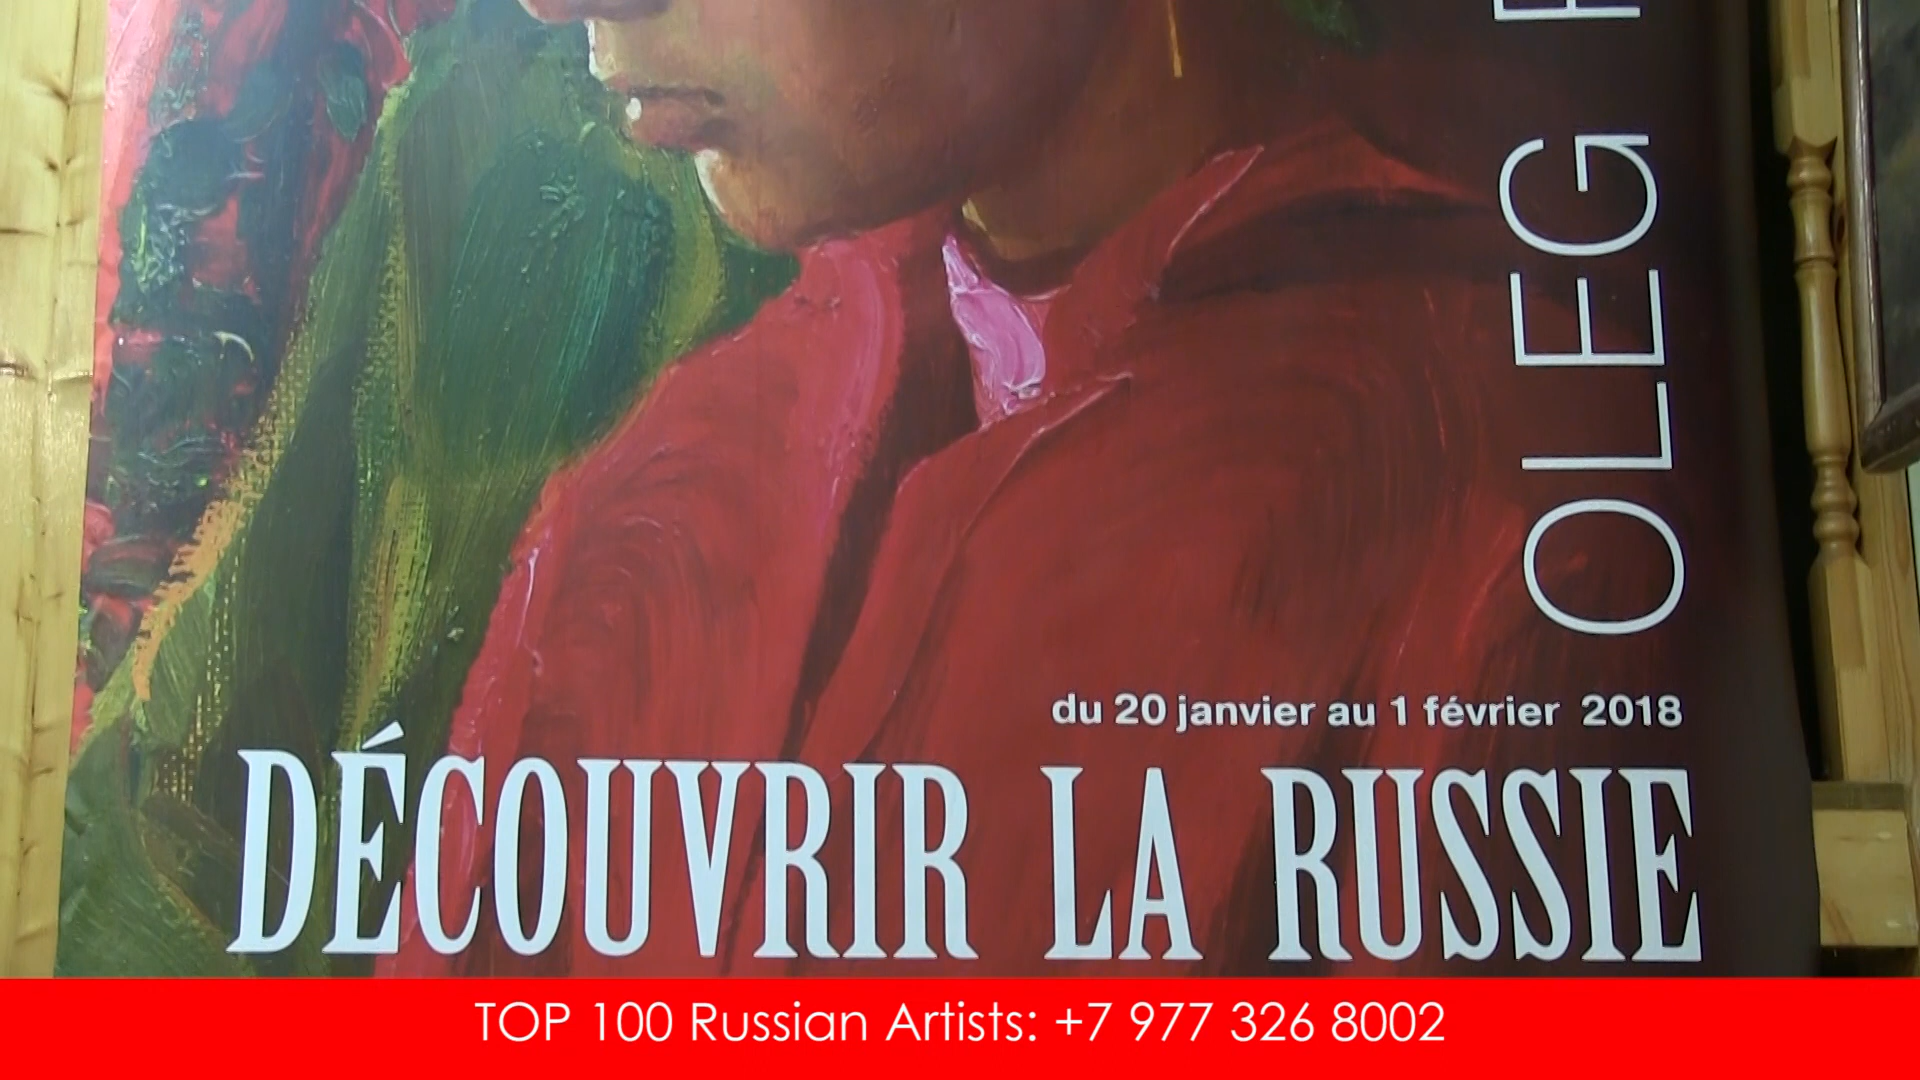 OLEG
du 20 janvier au 1 février 2018
DÉCOUVRIR LA RUSSIE
TOP 100 Russian Artists: +7 977 326 8002